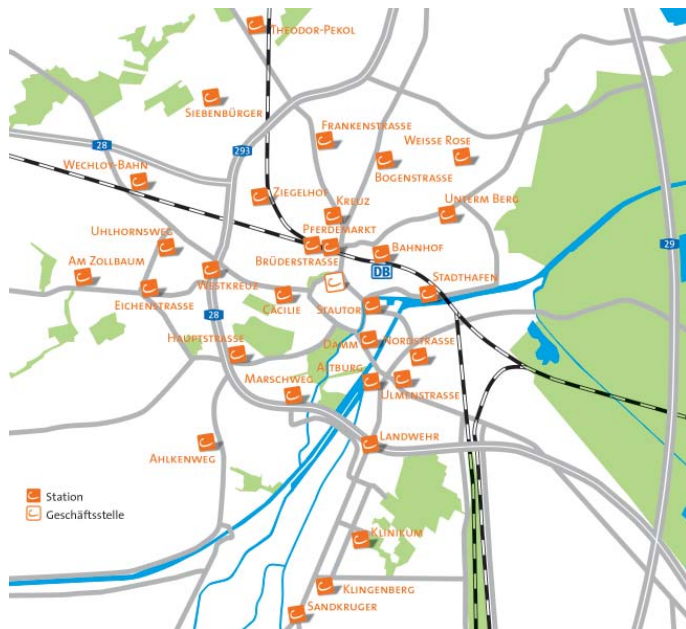 Theodor-Pekol
Siebenbürger
Frankenstrasse
Weisse Rose
28
293
Wechloy-Bahn
Bogenstrasse
Ziegelhof
Kreuz
Unterm Berg
Uhlhornsweg
Pferdemarkt
29
Brüderstrasse
Bahnhof
Am Zollbaum
DB
Westkreuz
Stadthafen
Eichenstrasse
Cäcilie
Stautor
28
Hauptstrasse
Damm
Nordstrasse
Altburg
Marschweg
Ulmenstrasse
Landwehr
Ahlkenweg
Station
Geschäftsstelle
Klinikum
Klingenberg
Sandkruger